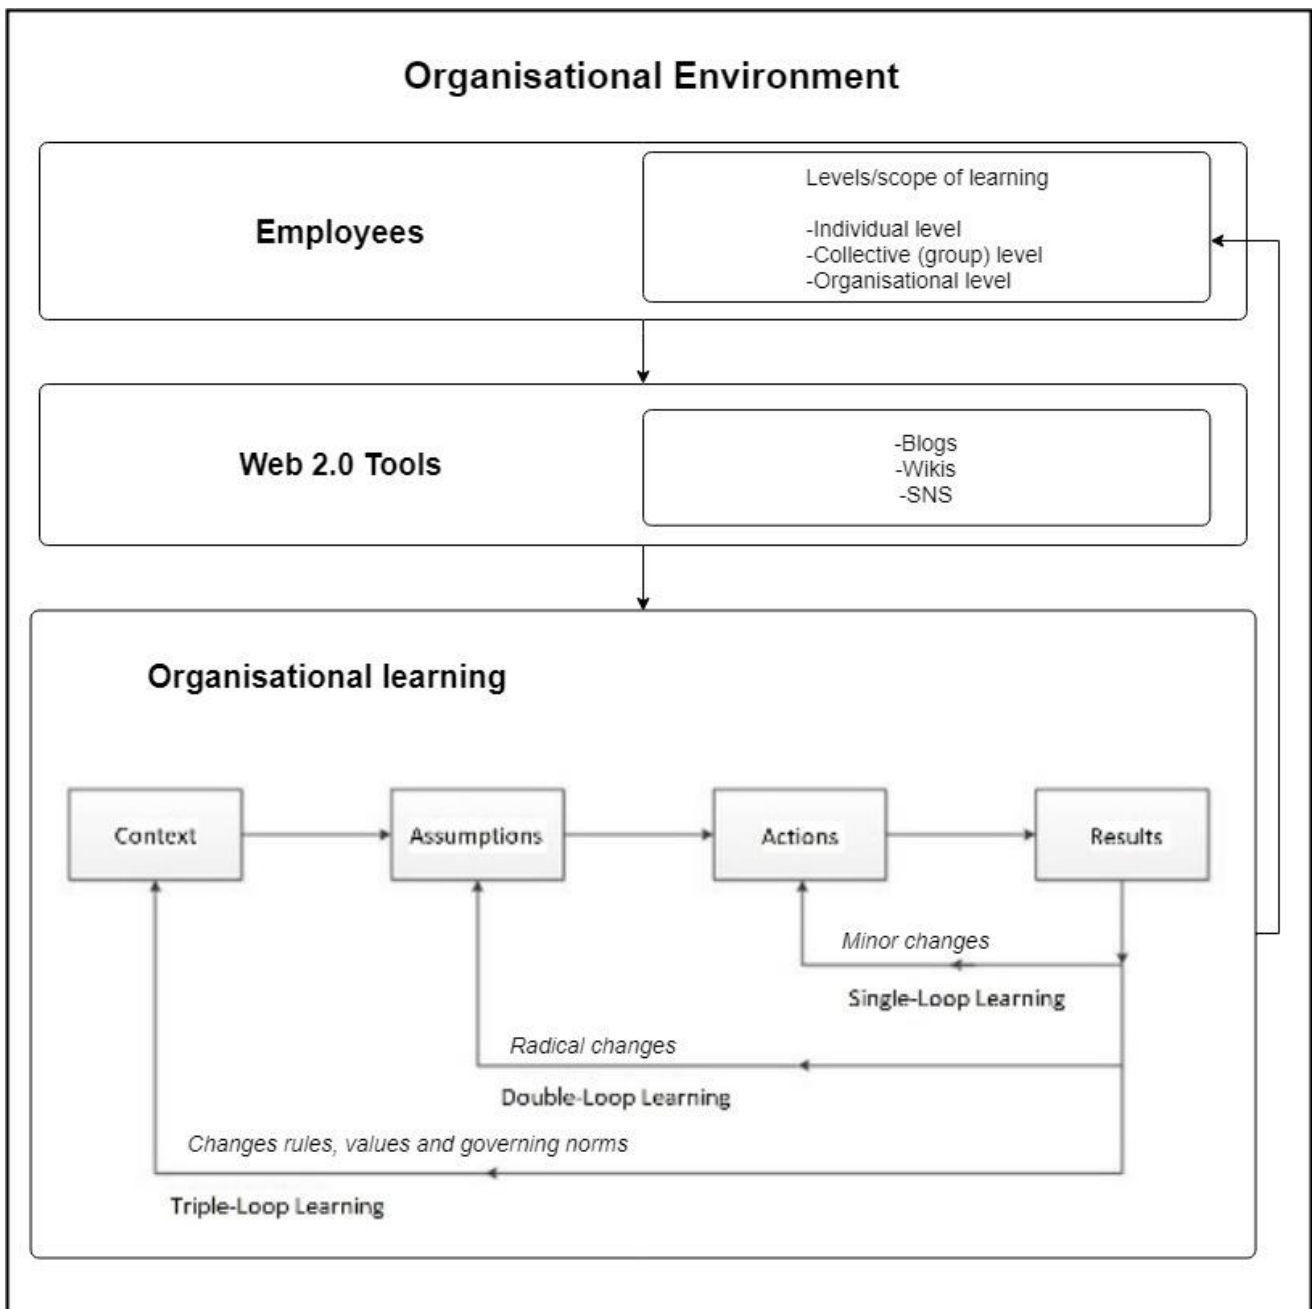 Organisational Environment
Employees
Levels/scope of learning
-Individual level
-Collective (group) level
-Organisational level
Web 2.0 Tools
-Blogs
-Wikis
-SNS
Organisational learning
Context
Assumptions
Actions
Results
Minor changes
Single-Loop Learning
Radical changes
Double-Loop Learning
Changes rules, values and governing norms
Triple-Loop Learning